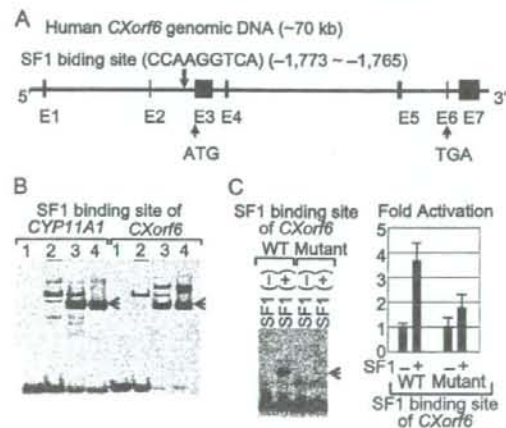 A Human CXorf6 genomic DNA (~70 kb)
SF1 biding site (CCAAGGTCA) (–1,773 ~ –1,765)
5' 3'
E1 E2 E3 E4 E5 E6 E7
ATG TGA
B
SF1 binding site of
CYP11A1 CXorf6
1 2 3 4 1 2 3 4
C
SF1 binding site
of CXorf6
WT Mutant
SF1 (–) SF1 (+) SF1 (–) SF1 (+)
Fold Activation
5
4
3
2
1
0
SF1 – + – +
WT Mutant
SF1 binding site
of CXorf6